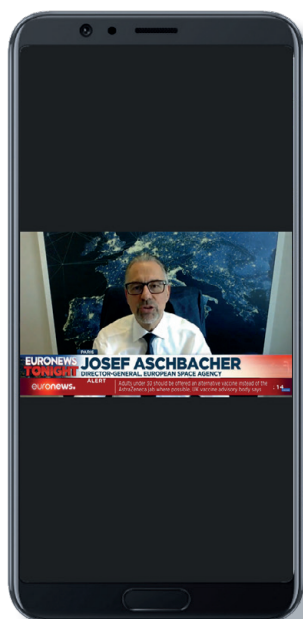 PARIS
EURONEWS
TONIGHT
JOSEF ASCHBACHER
DIRECTOR-GENERAL, EUROPEAN SPACE AGENCY
euronews.
ALERT
Adults under 30 should be offered an alternative vaccine instead of the
AstraZeneca jab where possible, UK vaccine advisory body says
14